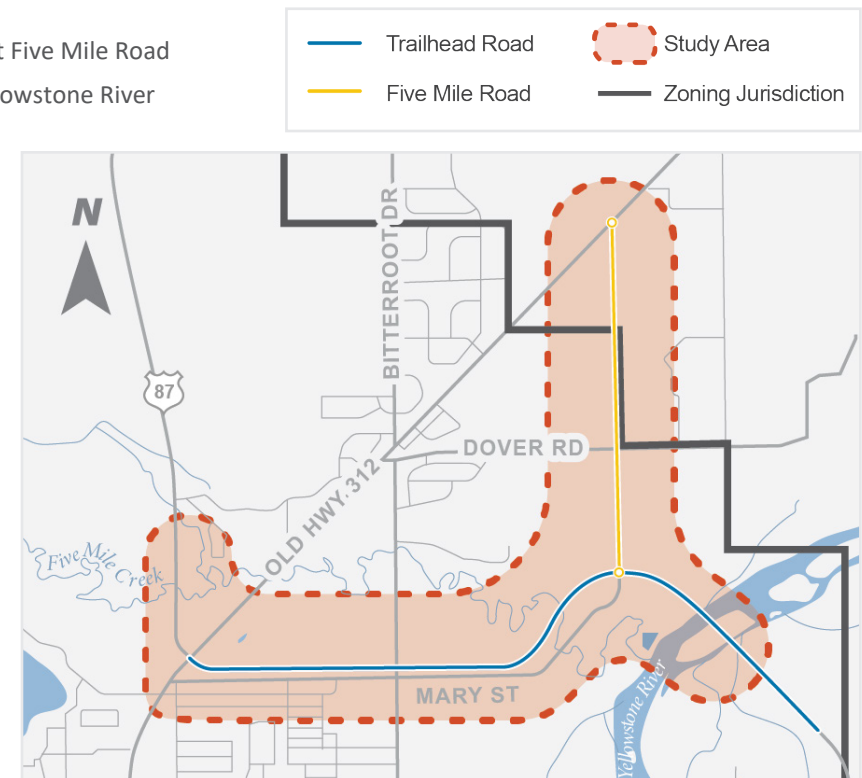 t Five Mile Road
owstone River
Trailhead Road
Study Area
Five Mile Road
Zoning Jurisdiction
N
BITTERROOT DR
87
DOVER RD
OLD HWY. 312
Five Mile Creek
MARY ST
Yellowstone River